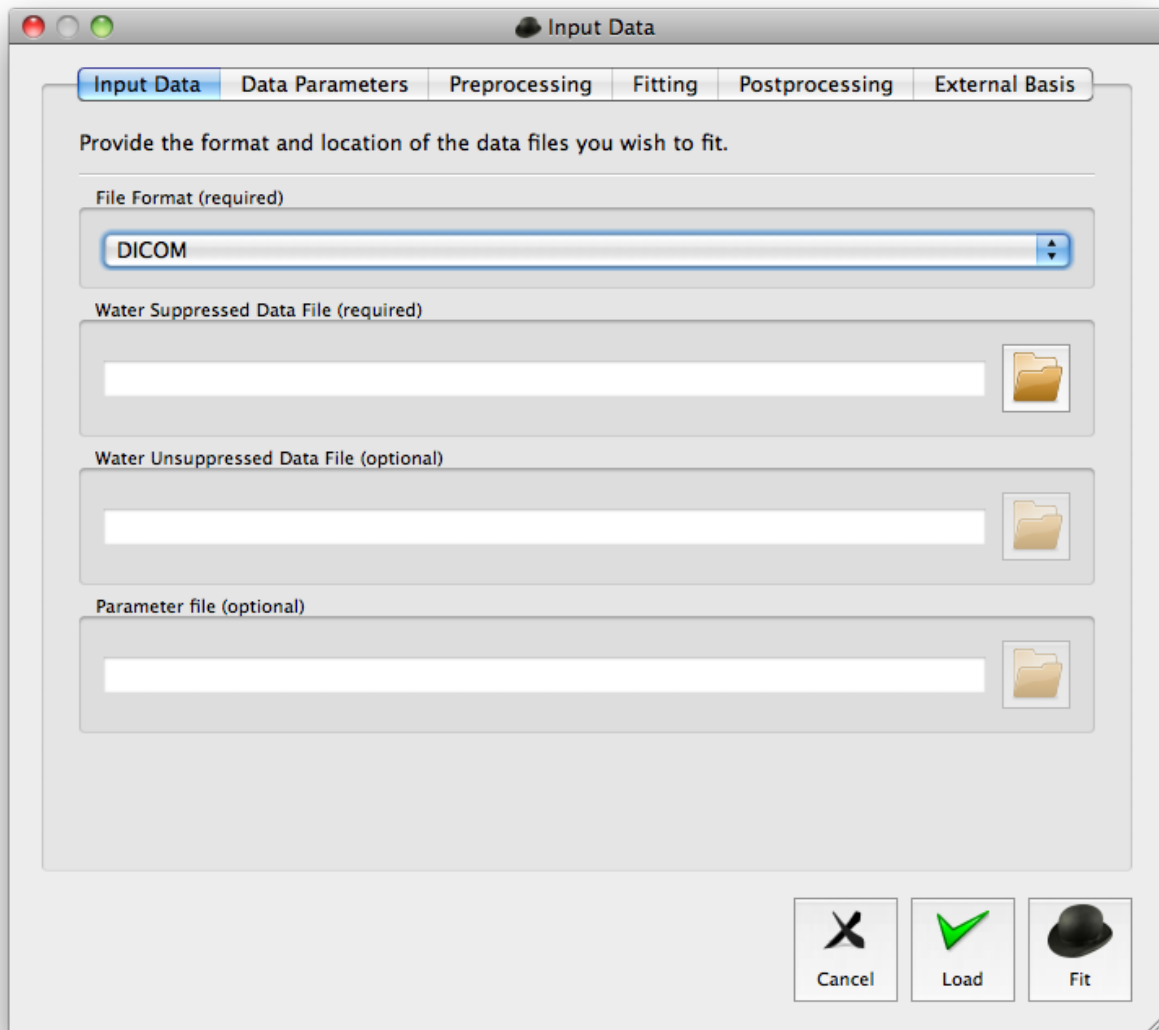 Input Data
Input Data Data Parameters Preprocessing Fitting Postprocessing External Basis
Provide the format and location of the data files you wish to fit.
File Format (required)
DICOM
Water Suppressed Data File (required)
Water Unsuppressed Data File (optional)
Parameter file (optional)
Cancel Load Fit